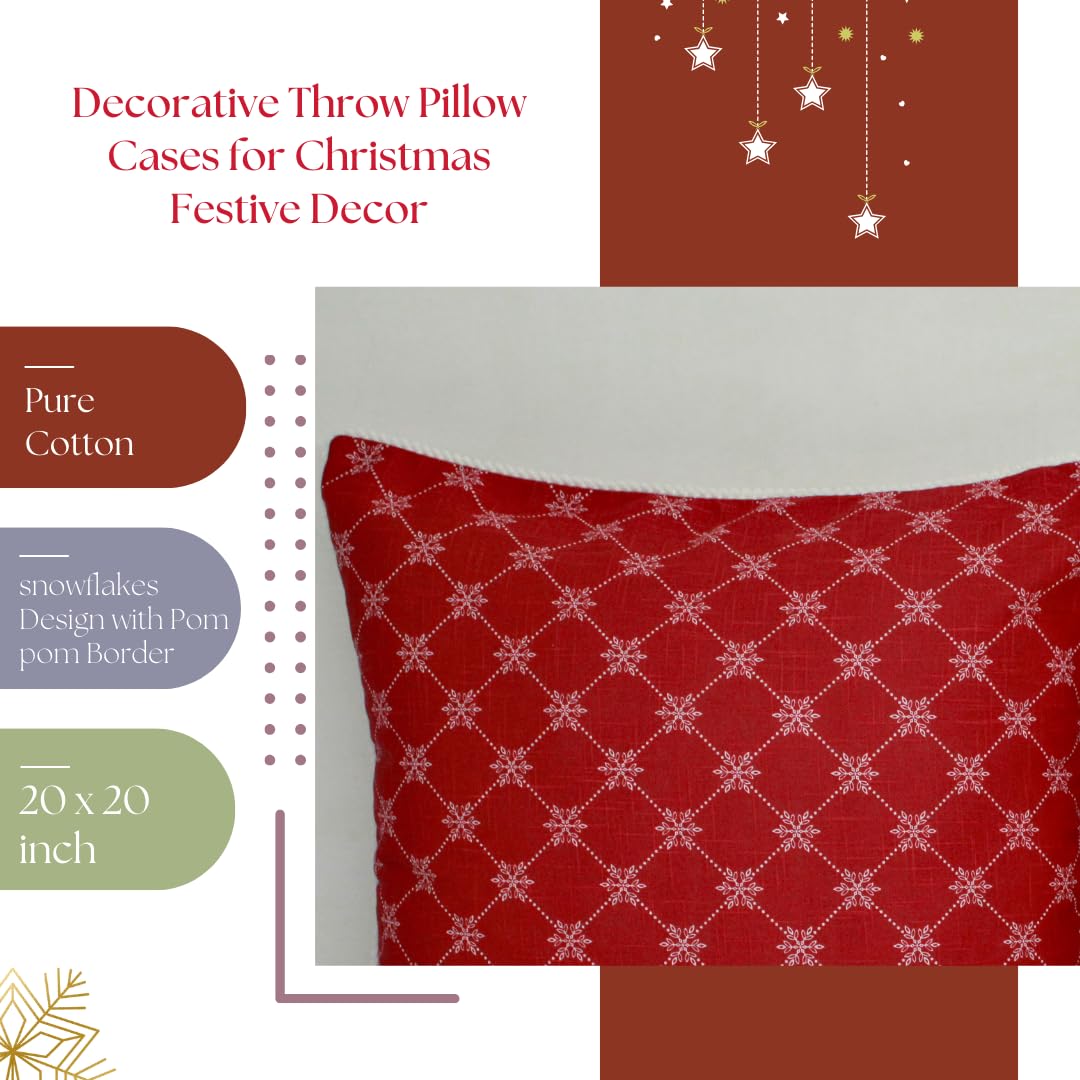 Decorative Throw Pillow
Cases for Christmas
Festive Decor
Pure
Cotton
snowflakes
Design with Pom
pom Border
20 x 20
inch